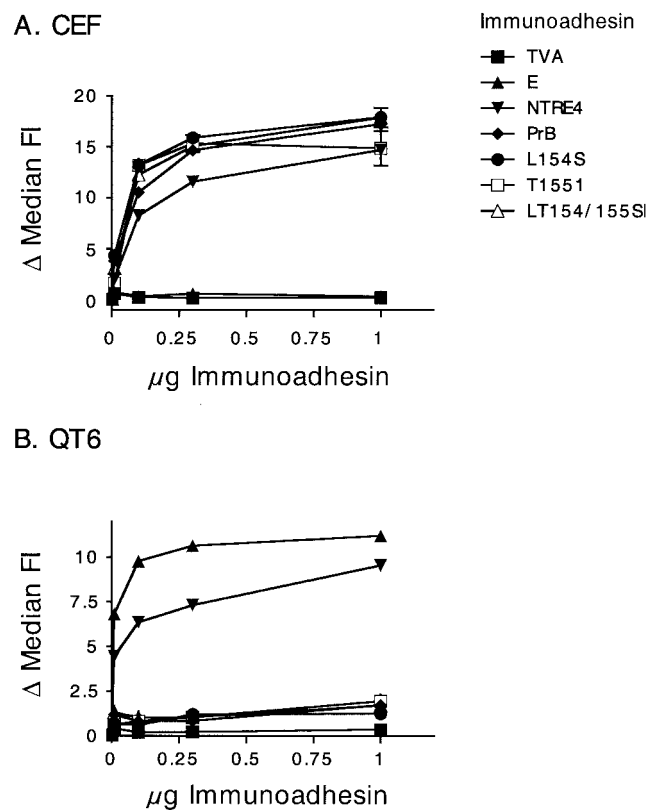 A. CEF
Immunoadhesin
TVA
E
NTRE4
PrB
L154S
T155I
LT154/155SI
20
15
10
5
0
Δ Median FI
0 0.25 0.5 0.75 1
µg Immunoadhesin
B. QT6
10
7.5
5
2.5
0
Δ Median FI
0 0.25 0.5 0.75 1
µg Immunoadhesin